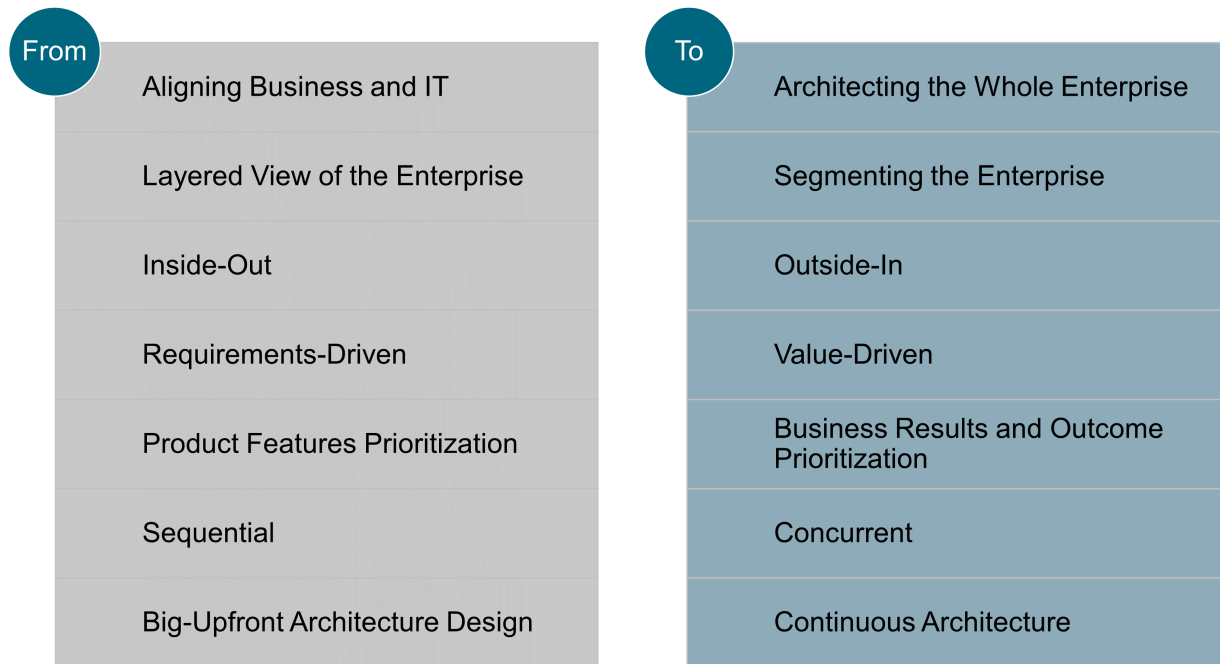 From
Aligning Business and IT
Layered View of the Enterprise
Inside-Out
Requirements-Driven
Product Features Prioritization
Sequential
Big-Upfront Architecture Design
To
Architecting the Whole Enterprise
Segmenting the Enterprise
Outside-In
Value-Driven
Business Results and Outcome
Prioritization
Concurrent
Continuous Architecture